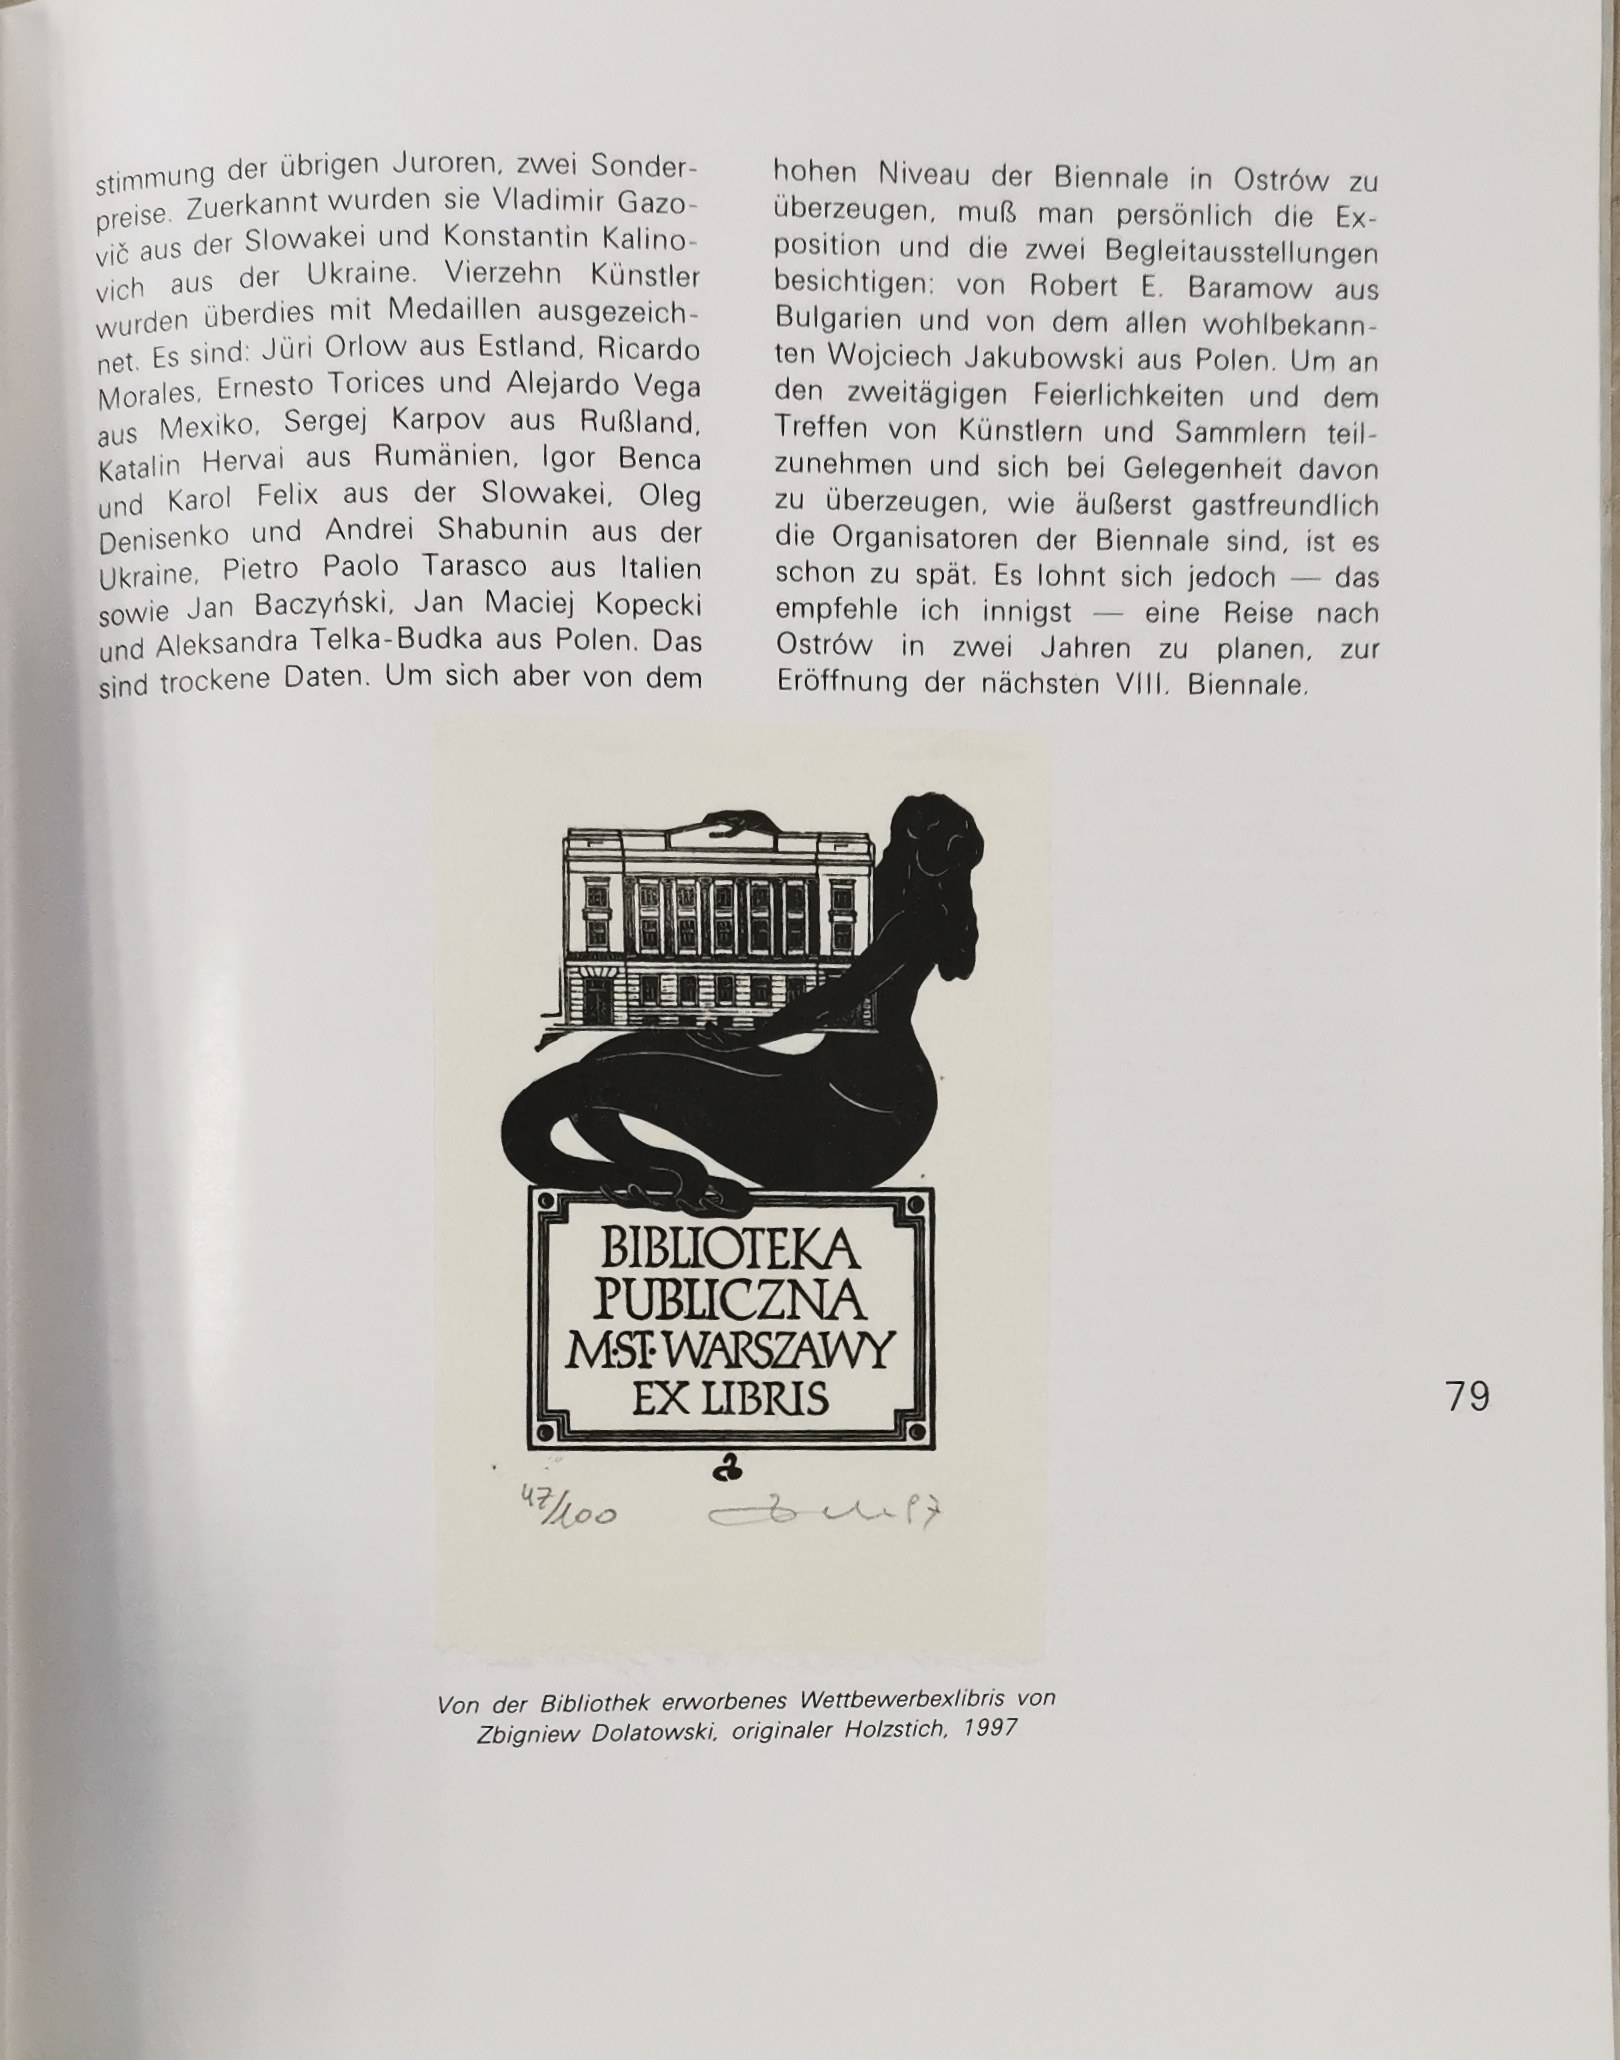 stimmung der übrigen Juroren, zwei Sonder-
preise. Zuerkannt wurden sie Vladimir Gazo-
vič aus der Slowakei und Konstantin Kalino-
vich aus der Ukraine. Vierzehn Künstler
wurden überdies mit Medaillen ausgezeich-
net. Es sind: Jüri Orlow aus Estland, Ricardo
Morales, Ernesto Torices und Alejardo Vega
aus Mexiko, Sergej Karpov aus Rußland,
Katalin Hervai aus Rumänien, Igor Benca
und Karol Felix aus der Slowakei, Oleg
Denisenko und Andrei Shabunin aus der
Ukraine, Pietro Paolo Tarasco aus Italien
sowie Jan Baczyński, Jan Maciej Kopecki
und Aleksandra Telka-Budka aus Polen. Das
sind trockene Daten. Um sich aber von dem
hohen Niveau der Biennale in Ostrów zu
überzeugen, muß man persönlich die Ex-
position und die zwei Begleitausstellungen
besichtigen: von Robert E. Baramow aus
Bulgarien und von dem allen wohlbekann-
ten Wojciech Jakubowski aus Polen. Um an
den zweitägigen Feierlichkeiten und dem
Treffen von Künstlern und Sammlern teil-
zunehmen und sich bei Gelegenheit davon
zu überzeugen, wie äußerst gastfreundlich
die Organisatoren der Biennale sind, ist es
schon zu spät. Es lohnt sich jedoch — das
empfehle ich innigst — eine Reise nach
Ostrów in zwei Jahren zu planen, zur
Eröffnung der nächsten VIII. Biennale.
BIBLIOTEKA
PUBLICZNA
M·ST·WARSZAWY
EX LIBRIS
47/100 97
79
Von der Bibliothek erworbenes Wettbewerbexlibris von
Zbigniew Dolatowski, originaler Holzstich, 1997